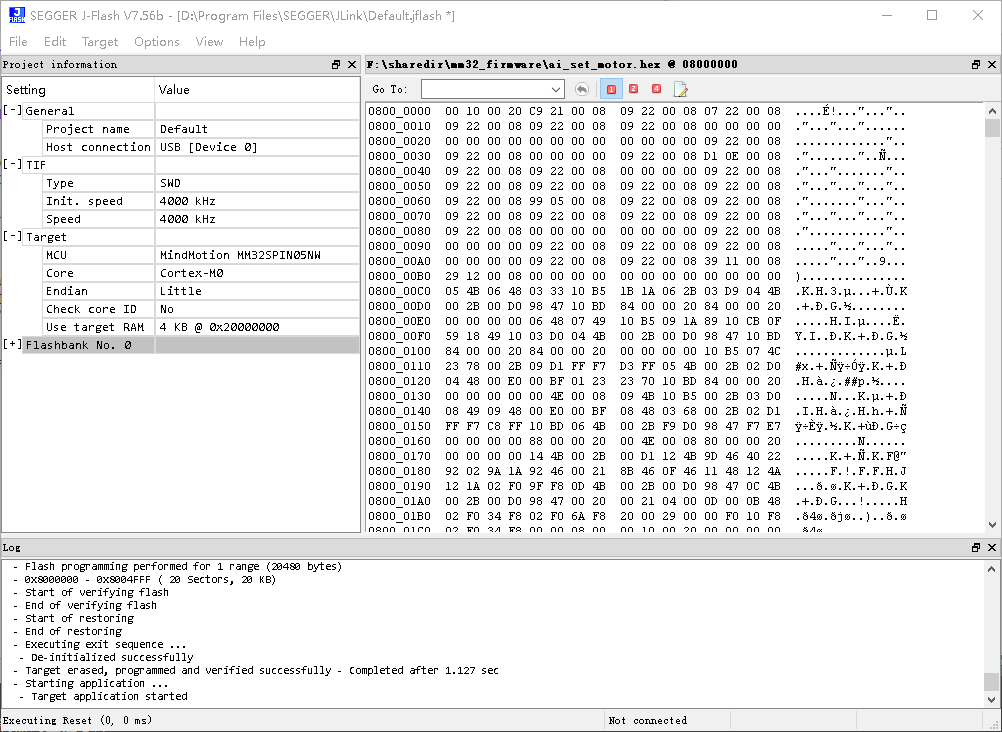 SEGGER J-Flash V7.56b - [D:\Program Files\SEGGER\JLink\Default.jflash *]
File Edit Target Options View Help
Project information
Setting Value
[-] General
Project name Default
Host connection USB [Device 0]
[-] TIF
Type SWD
Init. speed 4000 kHz
Speed 4000 kHz
[-] Target
MCU MindMotion MM32SPIN05NW
Core Cortex-M0
Endian Little
Check core ID No
Use target RAM 4 KB @ 0x20000000
[+] Flashbank No. 0
F:\sharedir\mm32_firmware\ai_set_motor.hex @ 08000000
Go To: 1 2 4
0800_0000 00 10 00 20 C9 21 00 08 09 22 00 08 07 22 00 08 ....É!..."..."..
0800_0010 09 22 00 08 09 22 00 08 09 22 00 08 00 00 00 00 ."..."...".......
0800_0020 00 00 00 00 00 00 00 00 00 00 00 00 09 22 00 08 ............."..
0800_0030 09 22 00 08 00 00 00 00 09 22 00 08 D1 0E 00 08 ."......."..Ñ...
0800_0040 09 22 00 08 09 22 00 08 09 22 00 08 09 22 00 08 ."..."..."..."..
0800_0050 09 22 00 08 09 22 00 08 09 22 00 08 09 22 00 08 ."..."..."..."..
0800_0060 09 22 00 08 99 05 00 08 09 22 00 08 09 22 00 08 ."......."..."..
0800_0070 09 22 00 08 09 22 00 08 09 22 00 08 09 22 00 08 ."..."..."..."..
0800_0080 09 22 00 08 00 00 00 00 09 22 00 08 09 22 00 08 ."......."..."..
0800_0090 00 00 00 00 09 22 00 08 09 22 00 08 09 22 00 08 ....."..."..."..
0800_00A0 00 00 00 00 09 22 00 08 09 22 00 08 39 11 00 08 ....."..."..9...
0800_00B0 29 12 00 08 00 00 00 00 00 00 00 00 00 00 00 00 )...............
0800_00C0 05 4B 06 48 03 33 10 B5 1B 1A 06 2B 03 D9 04 4B .K.H.3.µ...+.Ù.K
0800_00D0 00 2B 00 D0 98 47 10 BD 84 00 00 20 84 00 00 20 .+.Ð.G.½........
0800_00E0 00 00 00 00 06 48 07 49 10 B5 09 1A 89 10 CB 0F .....H.I.µ....Ë.
0800_00F0 59 18 49 10 03 D0 04 4B 00 2B 00 D0 98 47 10 BD Y.I..Ð.K.+.Ð.G.½
0800_0100 84 00 00 20 84 00 00 20 00 00 00 00 10 B5 07 4C .............µ.L
0800_0110 23 78 00 2B 09 D1 FF F7 D3 FF 05 4B 00 2B 02 D0 #x.+.Ñÿ÷Óÿ.K.+.Ð
0800_0120 04 48 00 E0 00 BF 01 23 23 70 10 BD 84 00 00 20 .H.à.¿.##p.½....
0800_0130 00 00 00 00 00 4E 00 08 09 4B 10 B5 00 2B 03 D0 .....N...K.µ.+.Ð
0800_0140 08 49 09 48 00 E0 00 BF 08 48 03 68 00 2B 02 D1 .I.H.à.¿.H.h.+.Ñ
0800_0150 FF F7 C8 FF 10 BD 06 4B 00 2B F9 D0 98 47 F7 E7 ÿ÷Èÿ.½.K.+ùÐ.G÷ç
0800_0160 00 00 00 00 88 00 00 20 00 4E 00 08 80 00 00 20 .........N......
0800_0170 00 00 00 00 14 4B 00 2B 00 D1 12 4B 9D 46 40 22 .....K.+.Ñ.K.F@"
0800_0180 92 02 9A 1A 92 46 00 21 8B 46 0F 46 11 48 12 4A .....F.!.F.F.H.J
0800_0190 12 1A 02 F0 9F F8 0D 4B 00 2B 00 D0 98 47 0C 4B ...ð.ø.K.+.Ð.G.K
0800_01A0 00 2B 00 D0 98 47 00 20 00 21 04 00 0D 00 0B 48 .+.Ð.G...!.....H
0800_01B0 02 F0 34 F8 02 F0 6A F8 20 00 29 00 00 F0 10 F8 .ð4ø.ðjø..)..ð.ø
Log
- Flash programming performed for 1 range (20480 bytes)
- 0x8000000 - 0x8004FFF ( 20 Sectors, 20 KB)
- Start of verifying flash
- End of verifying flash
- Start of restoring
- End of restoring
- Executing exit sequence ...
- De-initialized successfully
- Target erased, programmed and verified successfully - Completed after 1.127 sec
- Starting application ...
- Target application started
Executing Reset (0, 0 ms) Not connected